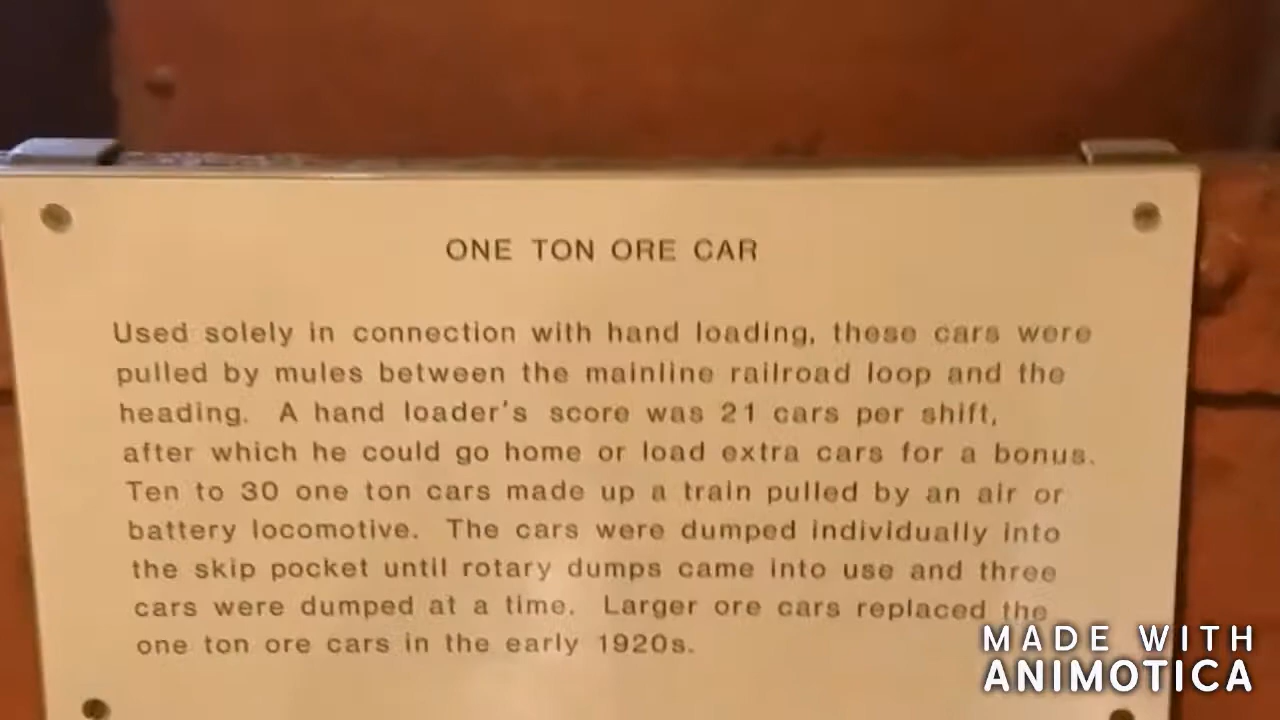 ONE TON ORE CAR
Used solely in connection with hand loading, these cars were
pulled by mules between the mainline railroad loop and the
heading. A hand loader's score was 21 cars per shift,
after which he could go home or load extra cars for a bonus.
Ten to 30 one ton cars made up a train pulled by an air or
battery locomotive. The cars were dumped individually into
the skip pocket until rotary dumps came into use and three
cars were dumped at a time. Larger ore cars replaced the
one ton ore cars in the early 1920s.
MADE WITH
ANIMOTICA